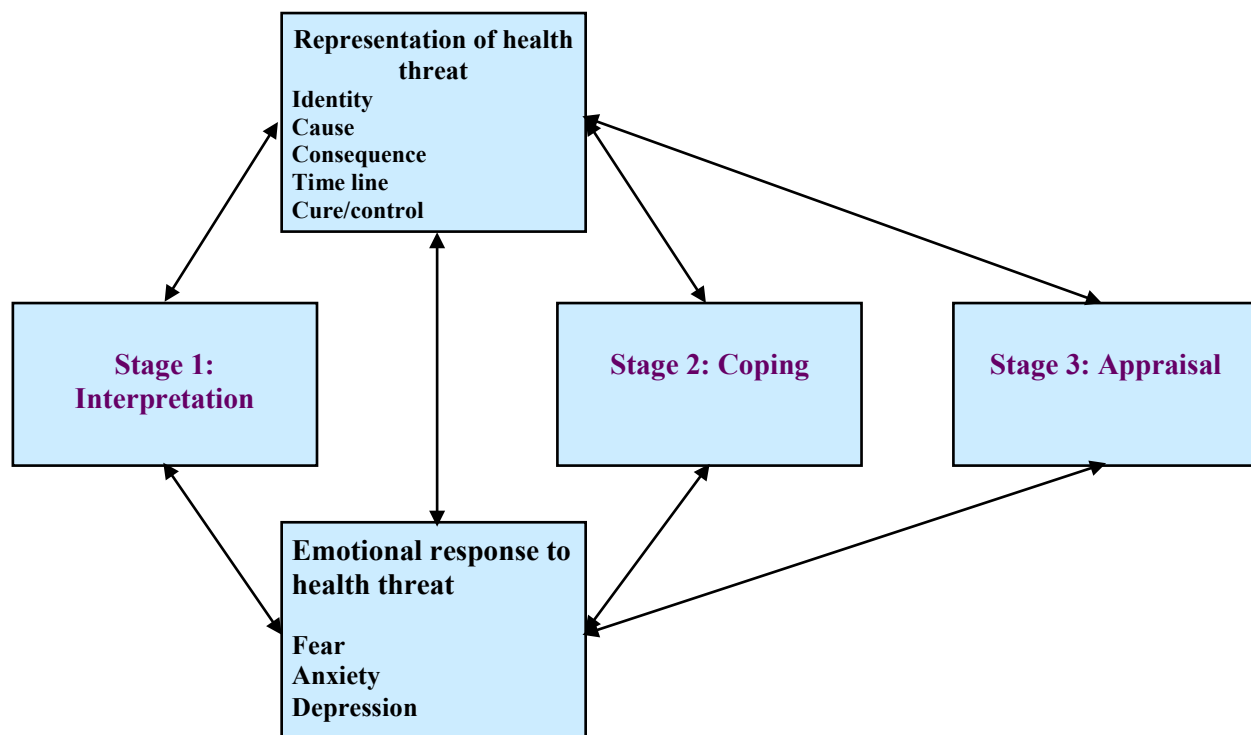 Representation of health
threat
Identity
Cause
Consequence
Time line
Cure/control
Stage 1:
Interpretation
Stage 2: Coping
Stage 3: Appraisal
Emotional response to
health threat
Fear
Anxiety
Depression